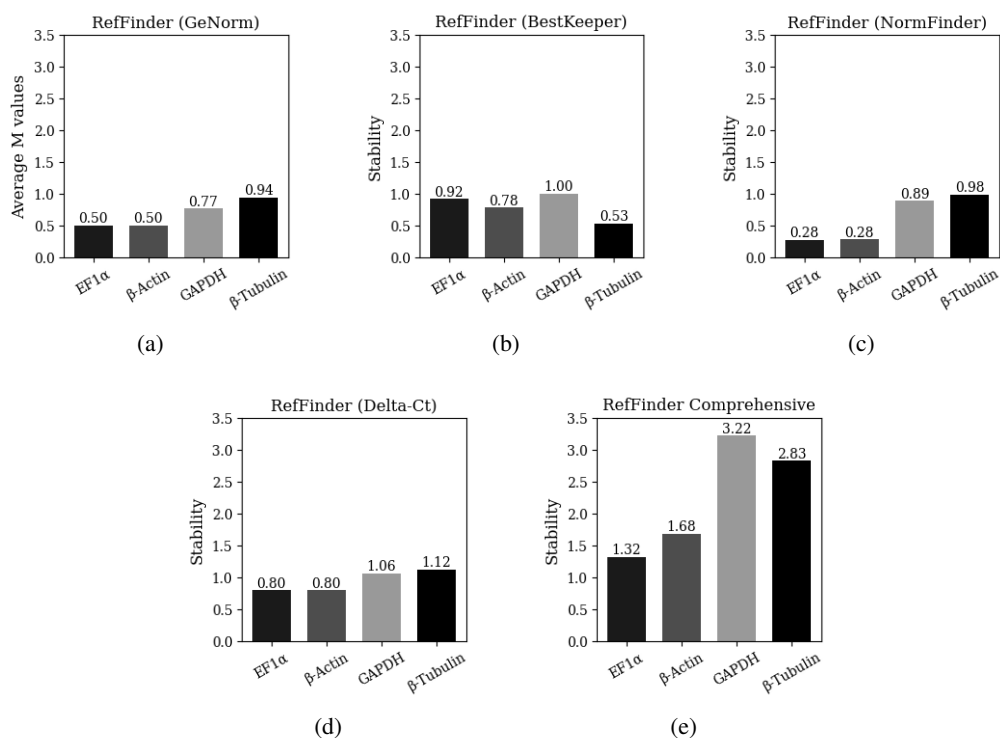 RefFinder (GeNorm)
Average M values
3.5
3.0
2.5
2.0
1.5
1.0
0.5
0.0
0.50
0.50
0.77
0.94
EF1α
β-Actin
GAPDH
β-Tubulin
(a)
RefFinder (BestKeeper)
Stability
3.5
3.0
2.5
2.0
1.5
1.0
0.5
0.0
0.92
0.78
1.00
0.53
EF1α
β-Actin
GAPDH
β-Tubulin
(b)
RefFinder (NormFinder)
Stability
3.5
3.0
2.5
2.0
1.5
1.0
0.5
0.0
0.28
0.28
0.89
0.98
EF1α
β-Actin
GAPDH
β-Tubulin
(c)
RefFinder (Delta-Ct)
Stability
3.5
3.0
2.5
2.0
1.5
1.0
0.5
0.0
0.80
0.80
1.06
1.12
EF1α
β-Actin
GAPDH
β-Tubulin
(d)
RefFinder Comprehensive
Stability
3.5
3.0
2.5
2.0
1.5
1.0
0.5
0.0
1.32
1.68
3.22
2.83
EF1α
β-Actin
GAPDH
β-Tubulin
(e)